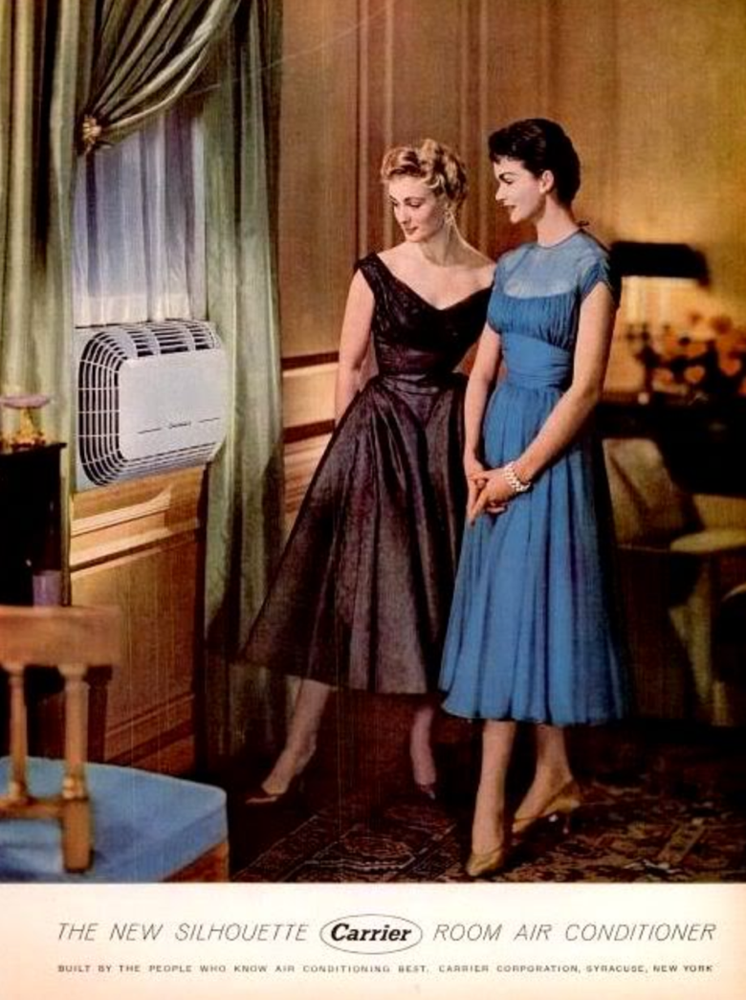 THE NEW SILHOUETTE Carrier ROOM AIR CONDITIONER
BUILT BY THE PEOPLE WHO KNOW AIR CONDITIONING BEST. CARRIER CORPORATION, SYRACUSE, NEW YORK